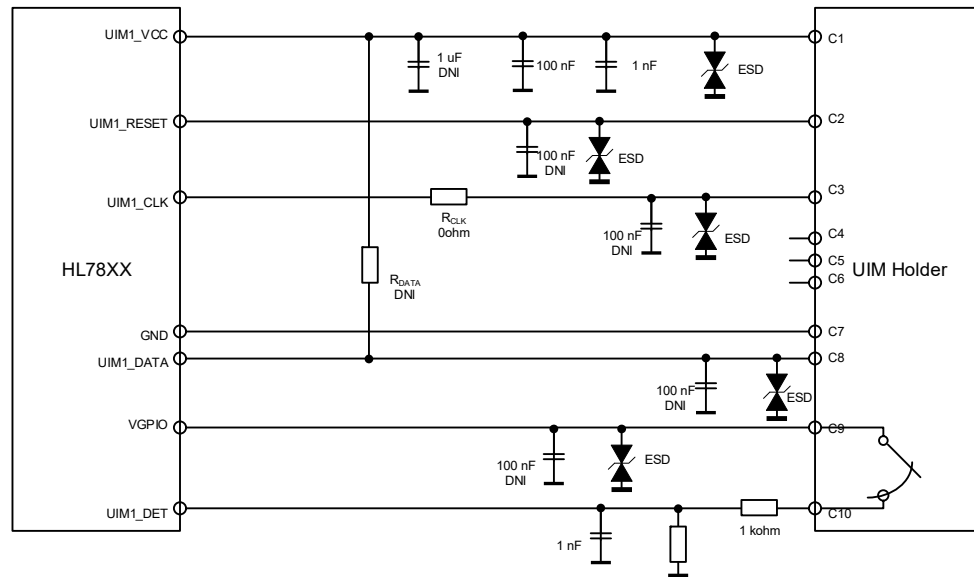 UIM1_VCC
C1
1 uF
DNI
100 nF
1 nF
ESD
UIM1_RESET
C2
100 nF
DNI
ESD
UIM1_CLK
C3
RCLK
0ohm
100 nF
DNI
ESD
C4
C5
C6
HL78XX
UIM Holder
RDATA
DNI
GND
C7
UIM1_DATA
C8
100 nF
DNI
ESD
VGPIO
C9
100 nF
DNI
ESD
UIM1_DET
C10
1 nF
1 kohm